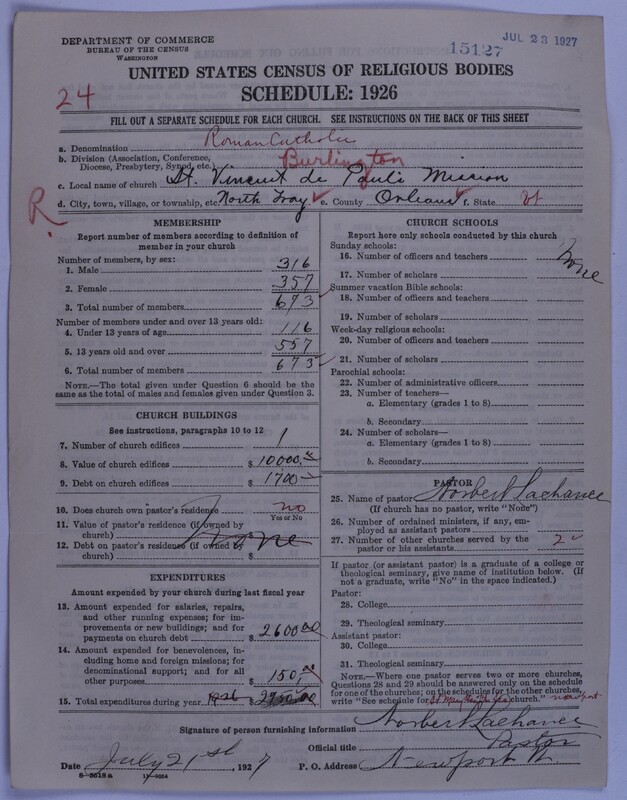 DEPARTMENT OF COMMERCE
BUREAU OF THE CENSUS
WASHINGTON
15127
JUL 23 1927
UNITED STATES CENSUS OF RELIGIOUS BODIES
SCHEDULE: 1926
24
FILL OUT A SEPARATE SCHEDULE FOR EACH CHURCH. SEE INSTRUCTIONS ON THE BACK OF THIS SHEET
a. Denomination Roman Catholic
b. Division (Association, Conference, Diocese, Presbytery, Synod, etc.) Burlington
c. Local name of church St. Vincent de Paul's Mission
d. City, town, village, or township, etc. North Troy e. County Orleans f. State Vt
R.
MEMBERSHIP
Report number of members according to definition of member in your church
Number of members, by sex:
1. Male 316
2. Female 357
3. Total number of members 673
Number of members under and over 13 years old:
4. Under 13 years of age 116
5. 13 years old and over 557
6. Total number of members 673
NOTE.—The total given under Question 6 should be the same as the total of males and females given under Question 3.
CHURCH BUILDINGS
See instructions, paragraphs 10 to 12
7. Number of church edifices 1
8. Value of church edifices $ 10000.00
9. Debt on church edifices $ 1700
10. Does church own pastor's residence no
Yes or No
11. Value of pastor's residence (if owned by church) None
12. Debt on pastor's residence (if owned by church) $
EXPENDITURES
Amount expended by your church during last fiscal year
13. Amount expended for salaries, repairs, and other running expenses; for improvements or new buildings; and for payments on church debt $ 2600.00
14. Amount expended for benevolences, including home and foreign missions; for denominational support; and for all other purposes $ 150.00
15. Total expenditures during year $
CHURCH SCHOOLS
Report here only schools conducted by this church
Sunday schools:
16. Number of officers and teachers None
17. Number of scholars
Summer vacation Bible schools:
18. Number of officers and teachers
19. Number of scholars
Week-day religious schools:
20. Number of officers and teachers
21. Number of scholars
Parochial schools:
22. Number of administrative officers
23. Number of teachers—
a. Elementary (grades 1 to 8)
b. Secondary
24. Number of scholars—
a. Elementary (grades 1 to 8)
b. Secondary
PASTOR
25. Name of pastor Norbert Lachance
(If church has no pastor, write "None")
26. Number of ordained ministers, if any, employed as assistant pastors
27. Number of other churches served by the pastor or his assistants 2
If pastor (or assistant pastor) is a graduate of a college or theological seminary, give name of institution below. (If not a graduate, write "No" in the space indicated.)
Pastor:
28. College
29. Theological seminary
Assistant pastor:
30. College
31. Theological seminary
NOTE.—Where one pastor serves two or more churches, Questions 28 and 29 should be answered only on the schedule for one of the churches; on the schedules for the other churches, write "See schedule for church." Newport
Signature of person furnishing information Norbert Lachance
Official title Pastor
Date July 21st, 1927 P. O. Address Newport Vt
8-5518a